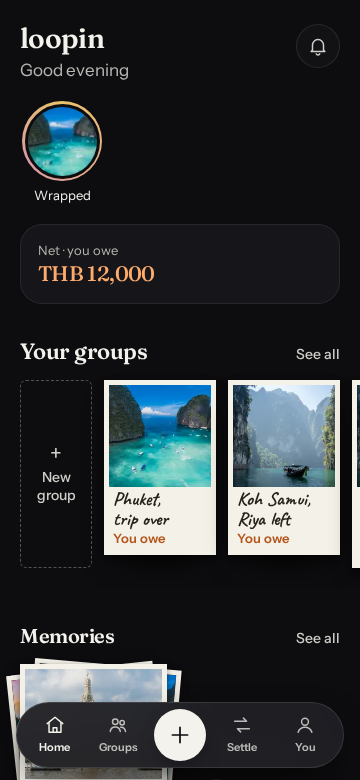 loopin
Good evening
Wrapped
Net · you owe
THB 12,000
Your groups
See all
+
New
group
Phuket,
trip over
You owe
Koh Samui,
Riya left
You owe
Memories
See all
Home
Groups
+
Settle
You